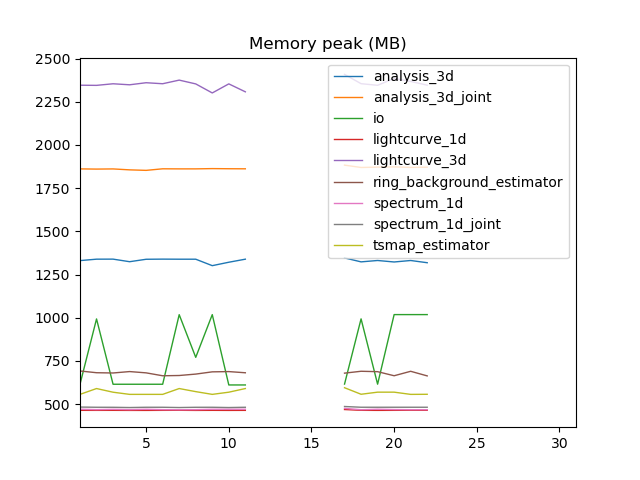 Memory peak (MB)
2500
2250
2000
1750
1500
1250
1000
750
500
5
10
15
20
25
30
analysis_3d
analysis_3d_joint
io
lightcurve_1d
lightcurve_3d
ring_background_estimator
spectrum_1d
spectrum_1d_joint
tsmap_estimator